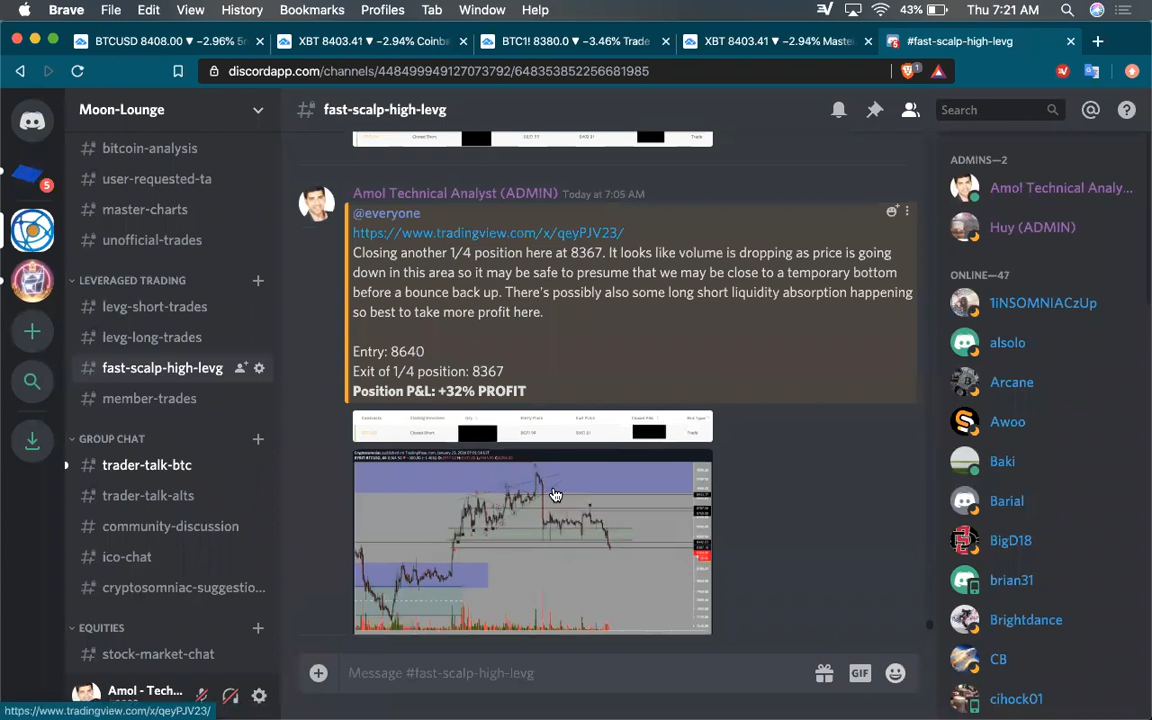 Brave File Edit View History Bookmarks Profiles Tab Window Help 43% Thu 7:21 AM
BTCUSD 8408.00 ▼ −2.96% XBT 8403.41 ▼ −2.94% Coinb BTC1! 8380.0 ▼ −3.46% Trade XBT 8403.41 ▼ −2.94% Maste #fast-scalp-high-levg
discordapp.com/channels/448499949127073792/648353852256681985
Moon-Lounge
# fast-scalp-high-levg
Search
# bitcoin-analysis
# user-requested-ta
# master-charts
# unofficial-trades
LEVERAGED TRADING
# levg-short-trades
# levg-long-trades
# fast-scalp-high-levg
# member-trades
GROUP CHAT
# trader-talk-btc
# trader-talk-alts
# community-discussion
# ico-chat
# cryptosomniac-suggestio...
EQUITIES
# stock-market-chat
Amol - Tech...
5
Amol Technical Analyst (ADMIN) Today at 7:05 AM
@everyone
https://www.tradingview.com/x/qeyPJV23/
Closing another 1/4 position here at 8367. It looks like volume is dropping as price is going
down in this area so it may be safe to presume that we may be close to a temporary bottom
before a bounce back up. There's possibly also some long short liquidity absorption happening
so best to take more profit here.
Entry: 8640
Exit of 1/4 position: 8367
Position P&L: +32% PROFIT
Message #fast-scalp-high-levg
GIF
ADMINS—2
Amol Technical Analy...
Huy (ADMIN)
ONLINE—47
1iNSOMNIACzUp
alsolo
Arcane
Awoo
Baki
Barial
BigD18
brian31
Brightdance
CB
cihock01
https://www.tradingview.com/x/qeyPJV23/